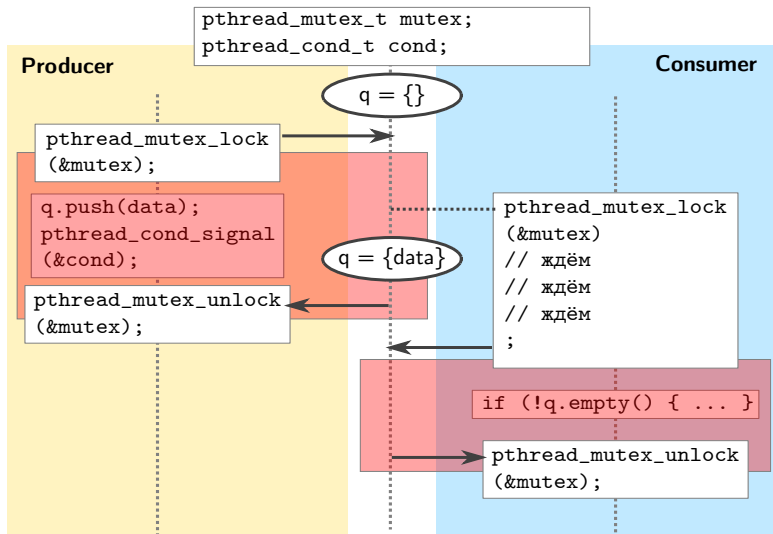 pthread_mutex_t mutex;
pthread_cond_t cond;
Producer
Consumer
q = {}
pthread_mutex_lock
(&mutex);
q.push(data);
pthread_cond_signal
(&cond);
pthread_mutex_lock
(&mutex)
// ждём
// ждём
// ждём
;
q = {data}
pthread_mutex_unlock
(&mutex);
if (!q.empty() { ... }
pthread_mutex_unlock
(&mutex);